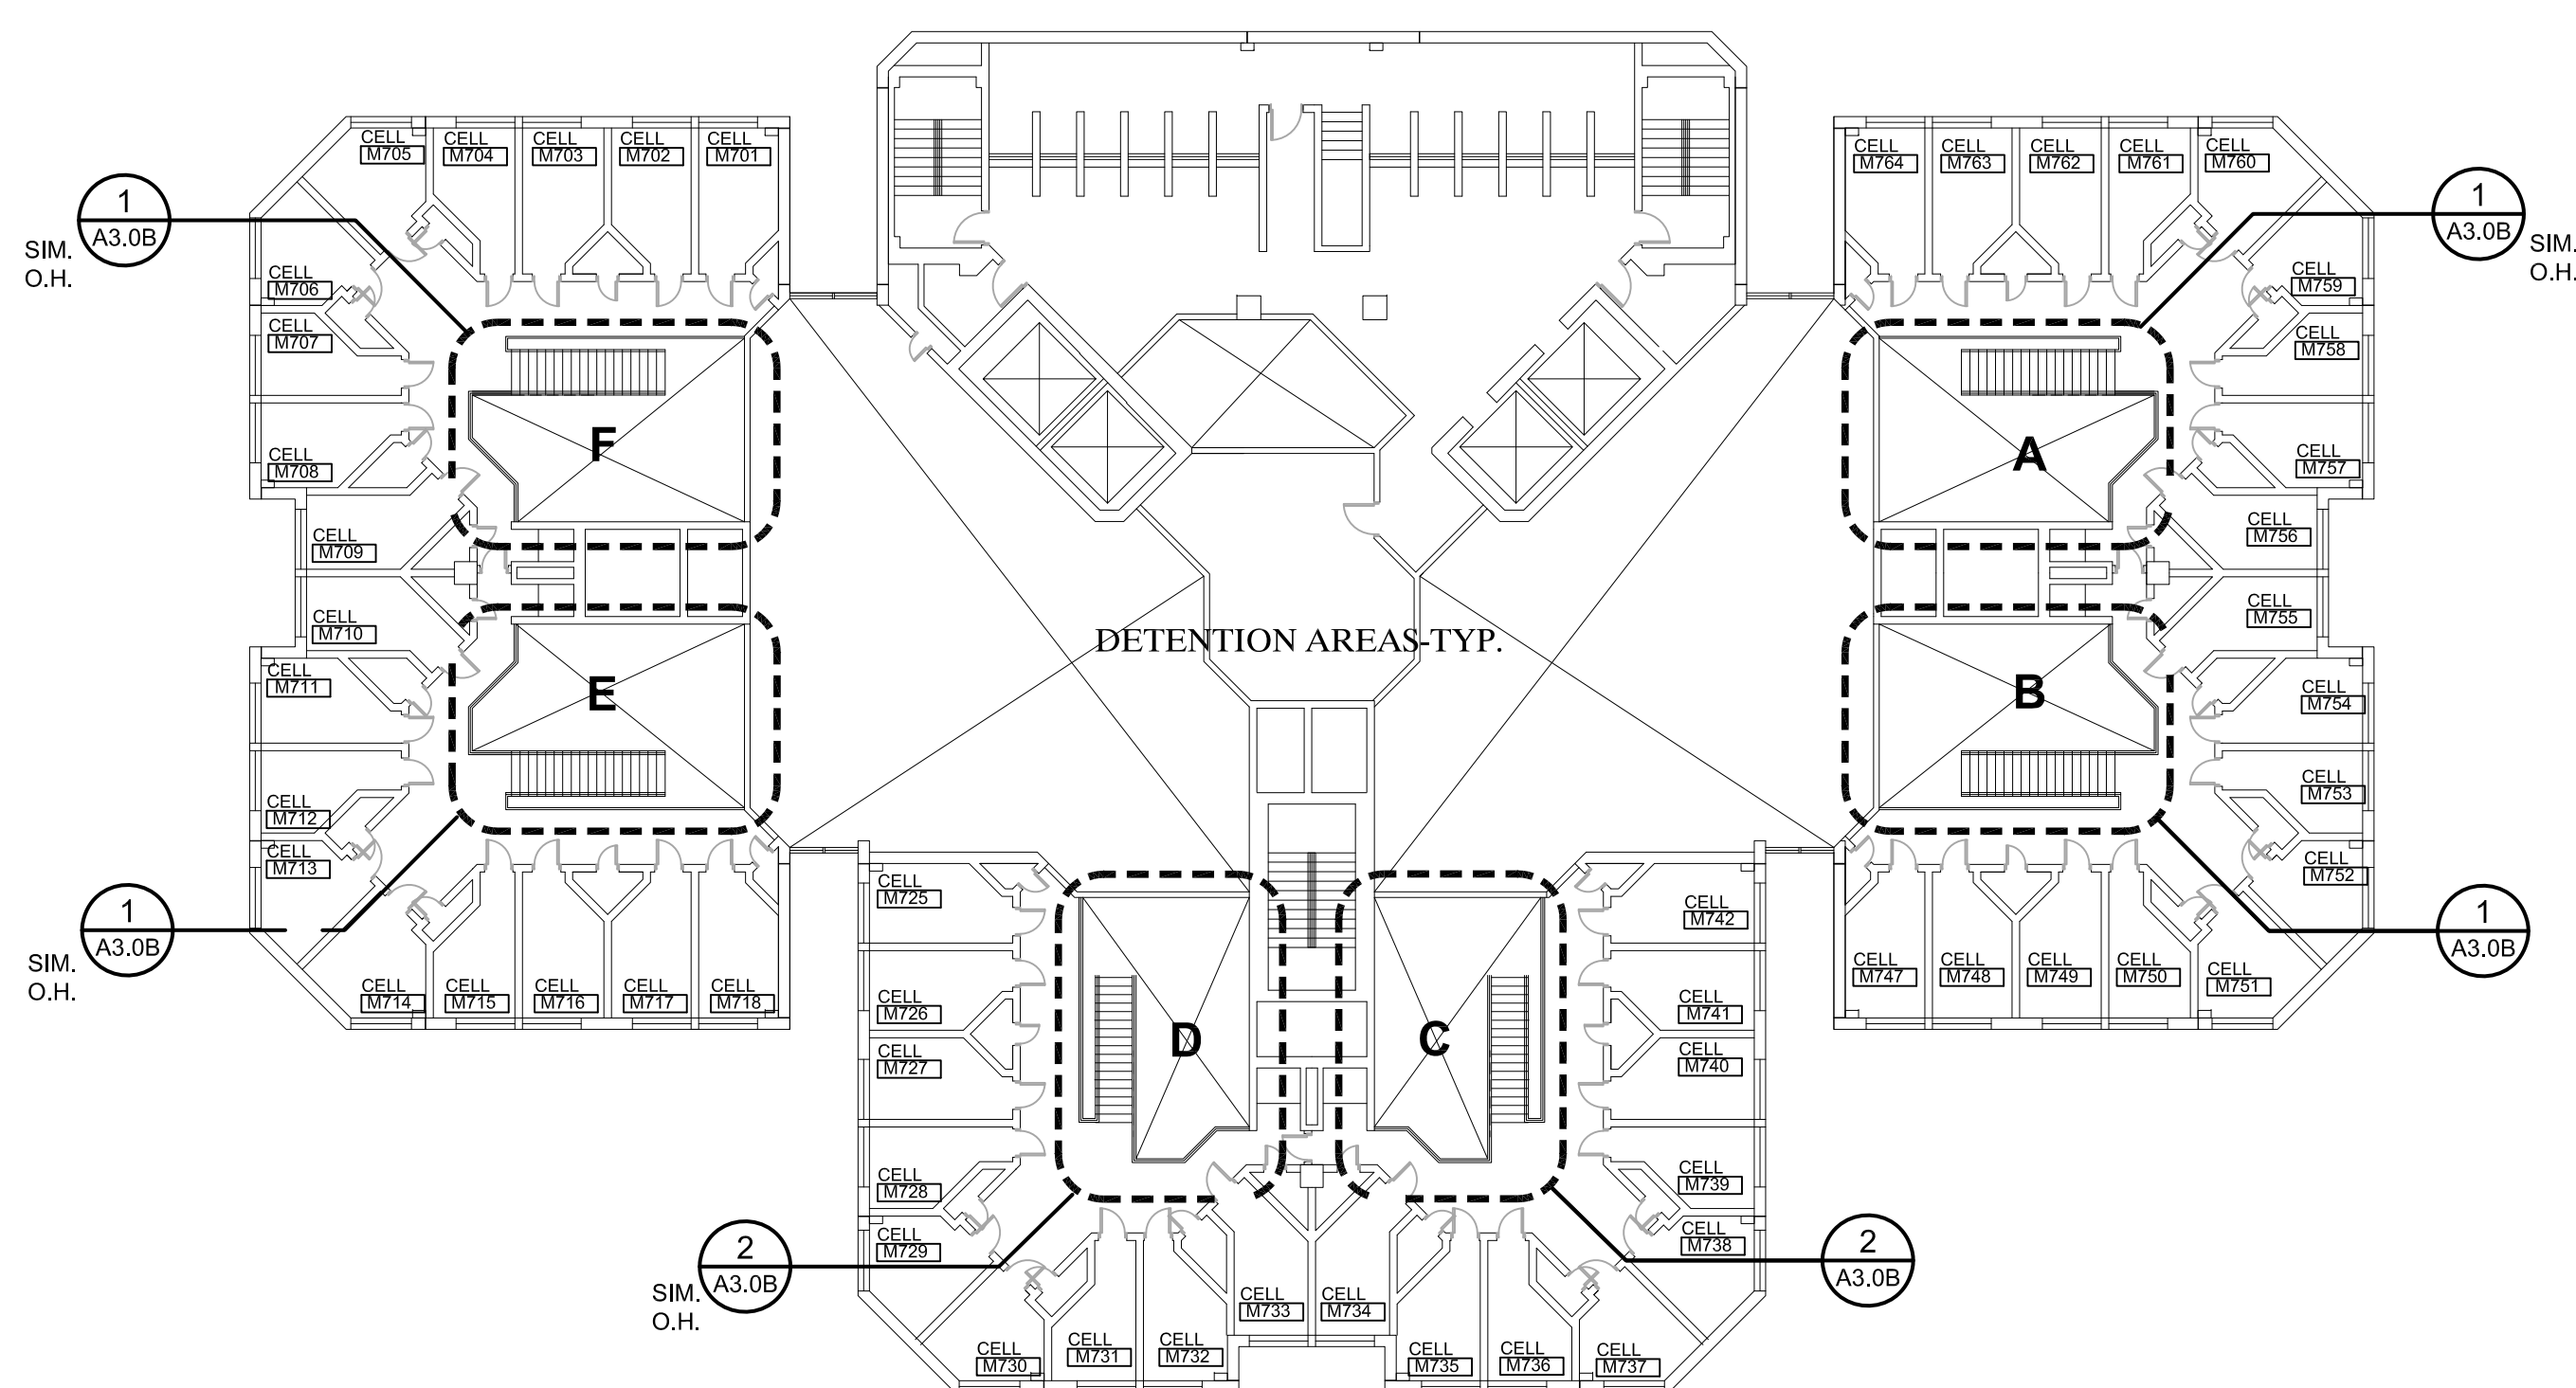 CELL
M705
CELL
M704
CELL
M703
CELL
M702
CELL
M701
1
A3.0B
SIM.
O.H.
CELL
M706
CELL
M707
CELL
M708
CELL
M709
CELL
M710
CELL
M711
CELL
M712
CELL
M713
1
A3.0B
SIM.
O.H.
CELL
M714
CELL
M715
CELL
M716
CELL
M717
CELL
M718
F
E
DETENTION AREAS-TYP.
CELL
M764
CELL
M763
CELL
M762
CELL
M761
CELL
M760
1
A3.0B
SIM.
O.H.
CELL
M759
CELL
M758
CELL
M757
CELL
M756
CELL
M755
CELL
M754
CELL
M753
CELL
M752
A
B
1
A3.0B
CELL
M747
CELL
M748
CELL
M749
CELL
M750
CELL
M751
CELL
M725
CELL
M726
CELL
M727
CELL
M728
CELL
M729
D
C
CELL
M742
CELL
M741
CELL
M740
CELL
M739
CELL
M738
2
A3.0B
SIM.
O.H.
2
A3.0B
CELL
M730
CELL
M731
CELL
M732
CELL
M733
CELL
M734
CELL
M735
CELL
M736
CELL
M737